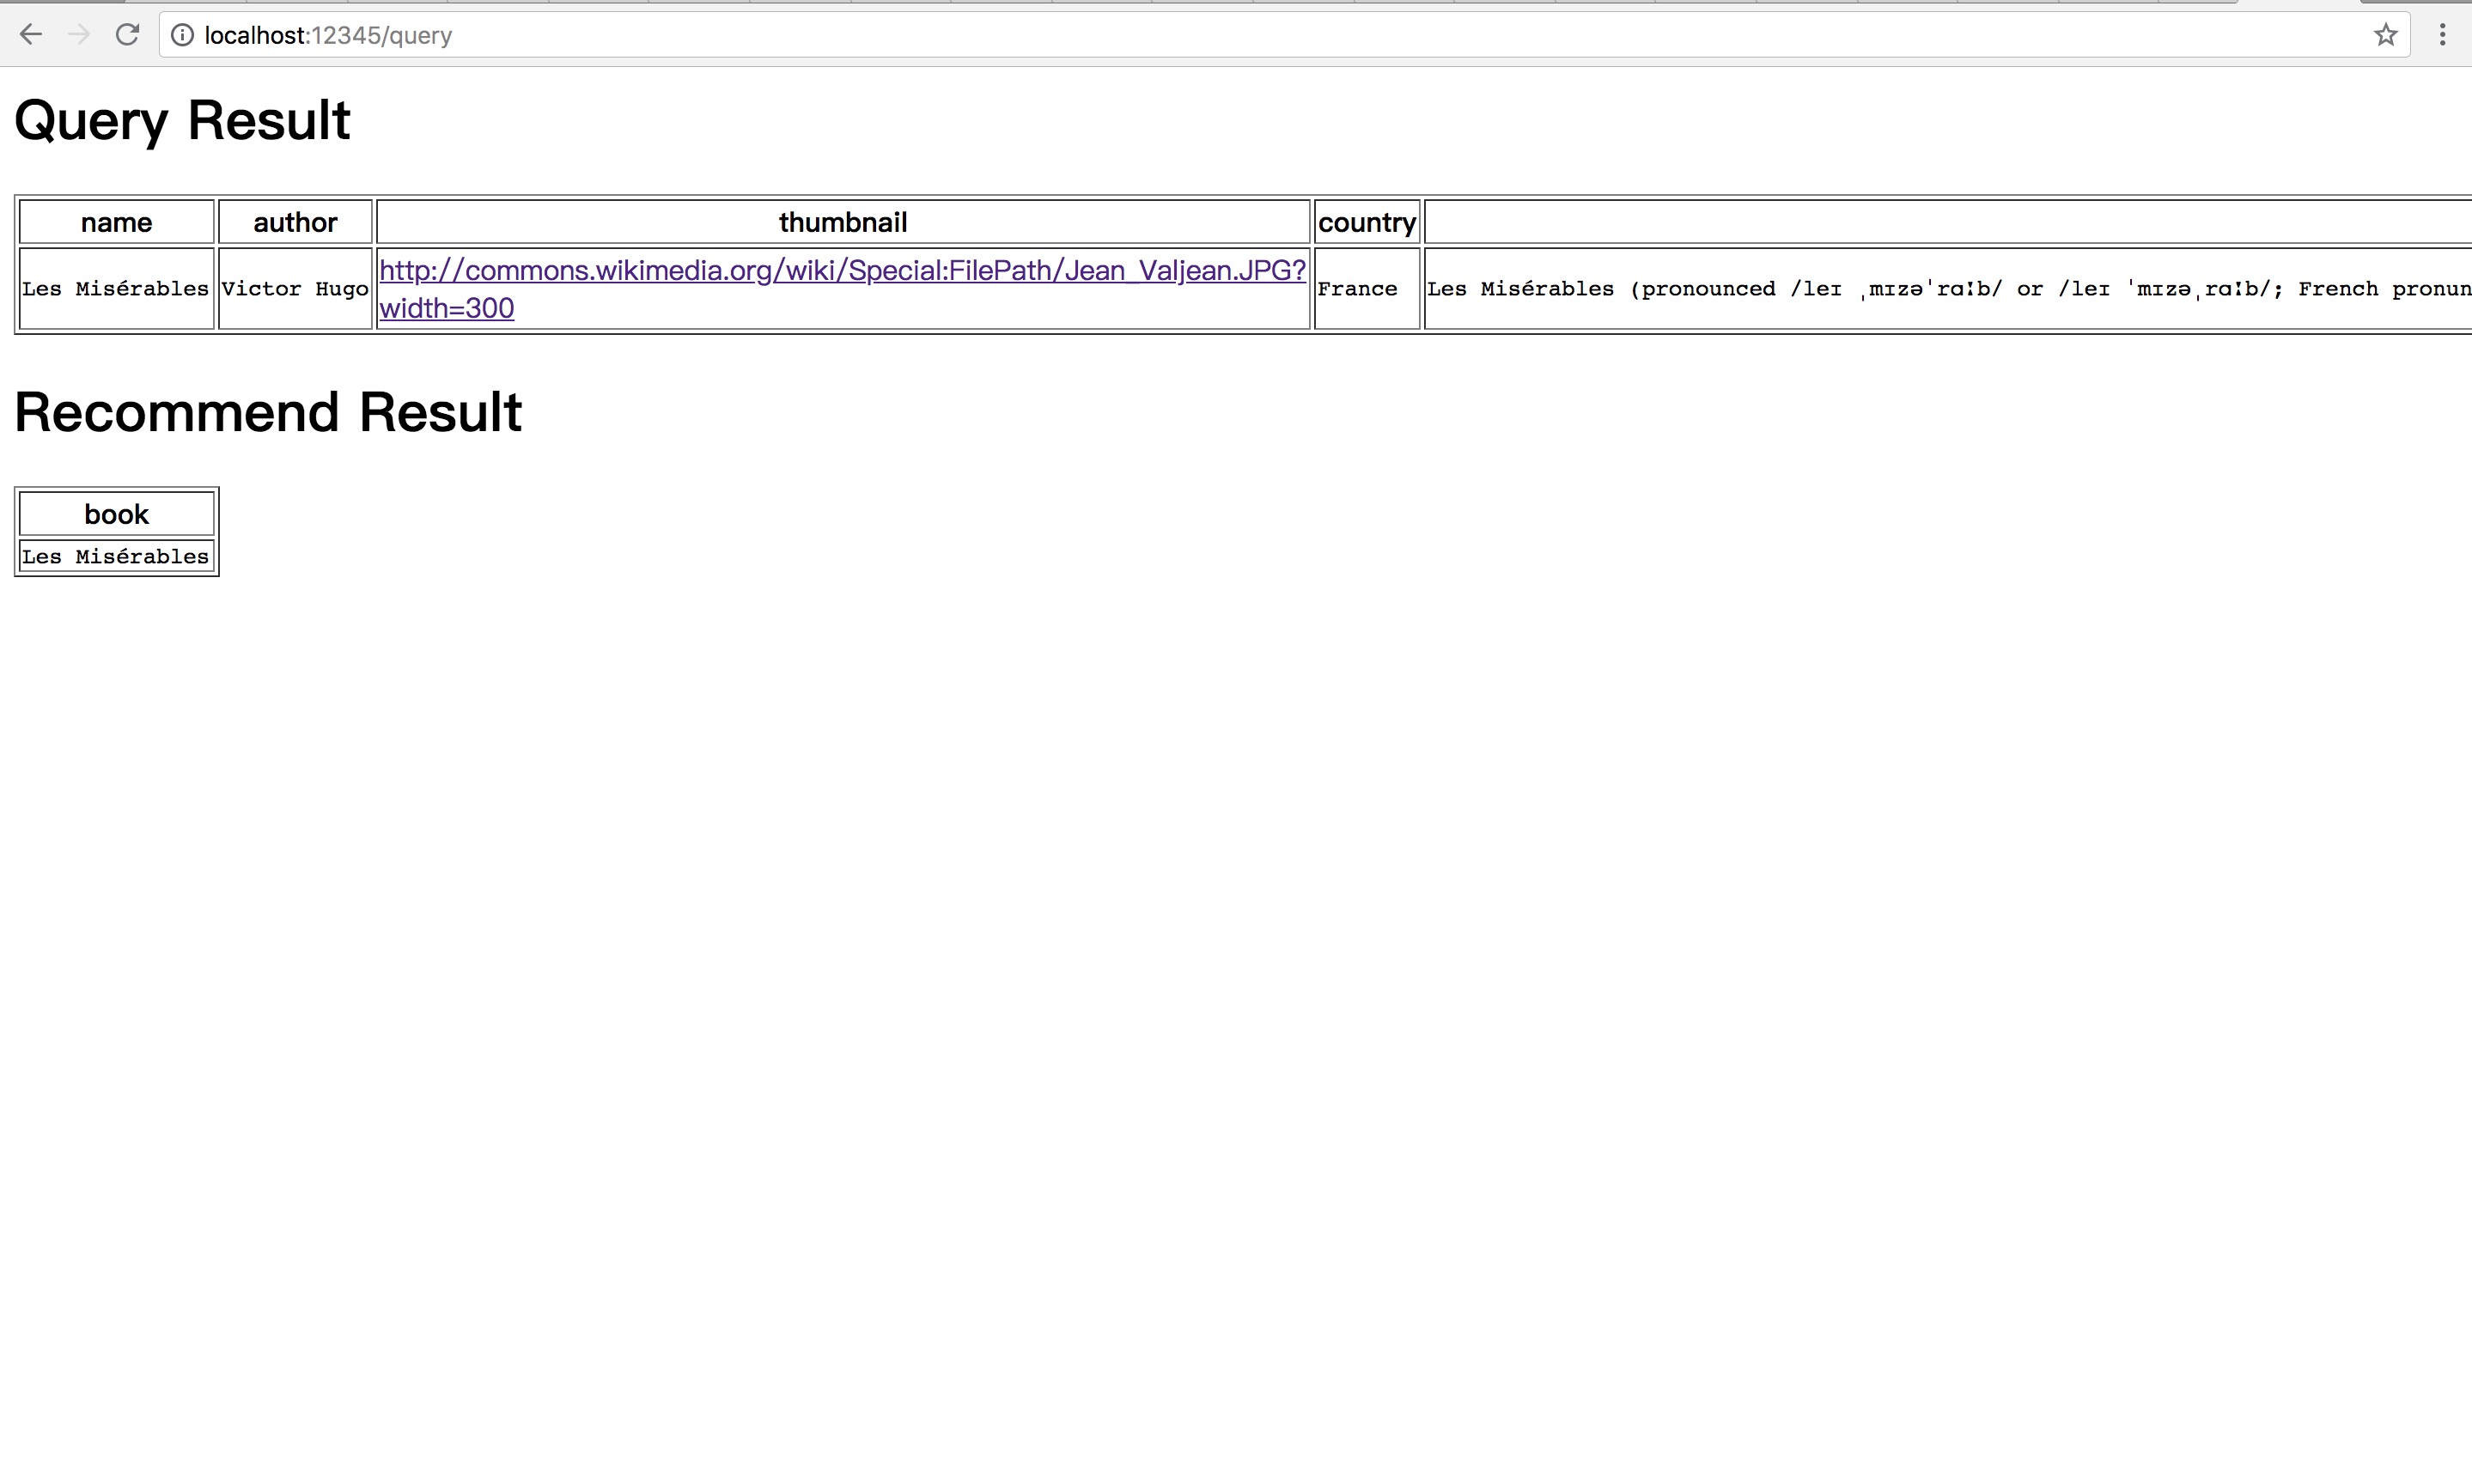 localhost:12345/query
Query Result
name author thumbnail country
Les Misérables Victor Hugo http://commons.wikimedia.org/wiki/Special:FilePath/Jean_Valjean.JPG?
width=300 France Les Misérables (pronounced /leɪ ˌmɪzəˈrɑːb/ or /leɪ ˈmɪzəˌrɑːb/; French pronun
Recommend Result
book
Les Misérables